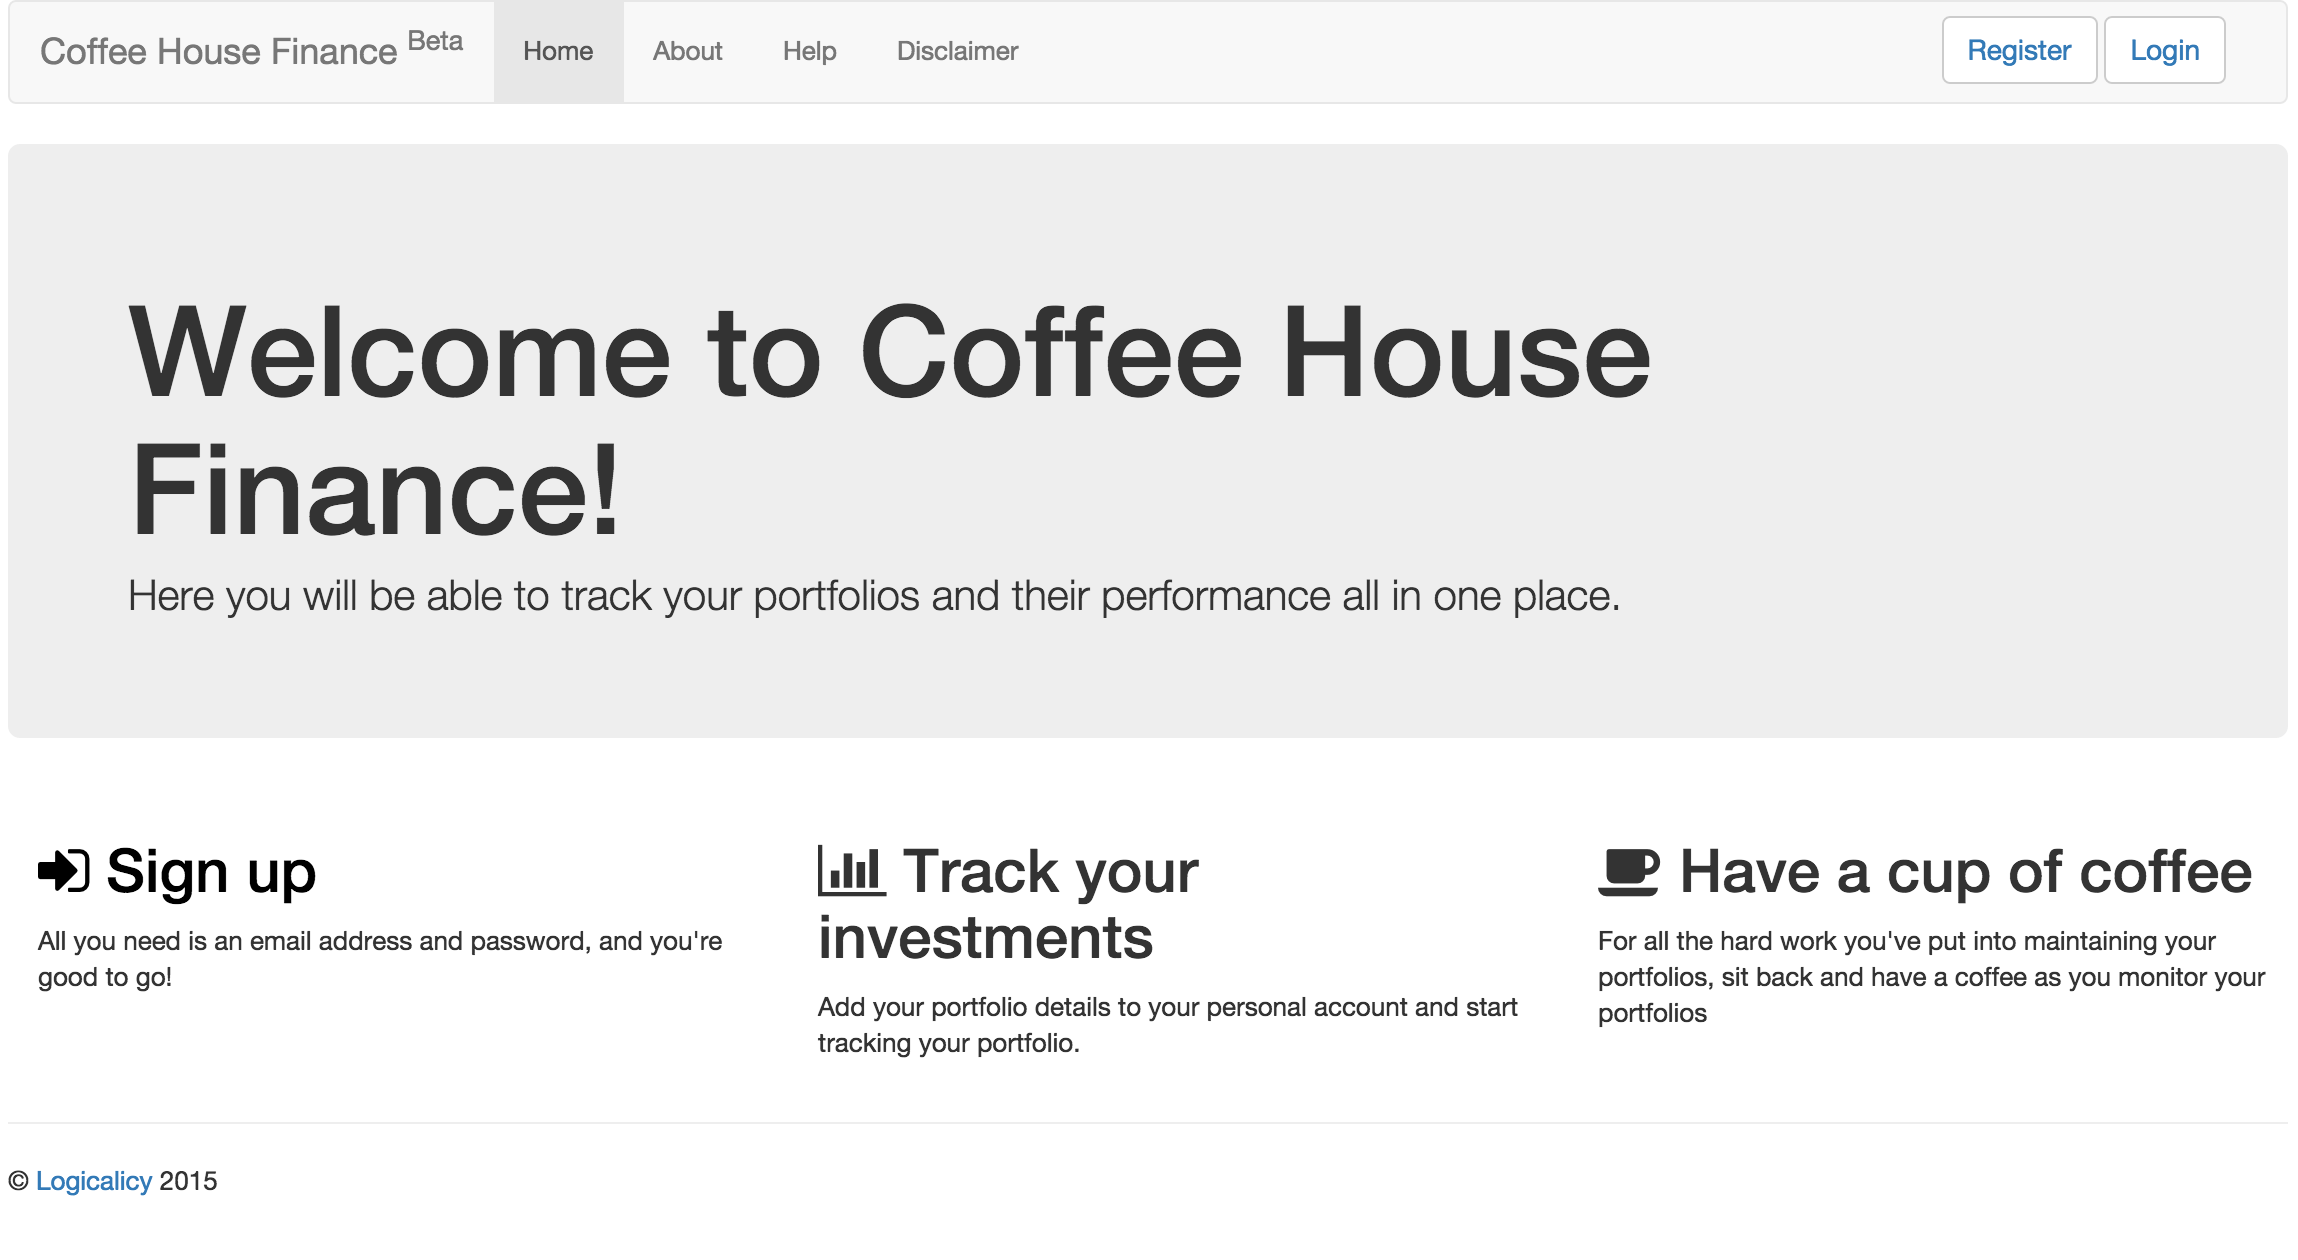 Coffee House Finance Beta
Home
About
Help
Disclaimer
Register
Login
Welcome to Coffee House
Finance!
Here you will be able to track your portfolios and their performance all in one place.
Sign up
All you need is an email address and password, and you're
good to go!
Track your
investments
Add your portfolio details to your personal account and start
tracking your portfolio.
Have a cup of coffee
For all the hard work you've put into maintaining your
portfolios, sit back and have a coffee as you monitor your
portfolios
© Logicalicy 2015